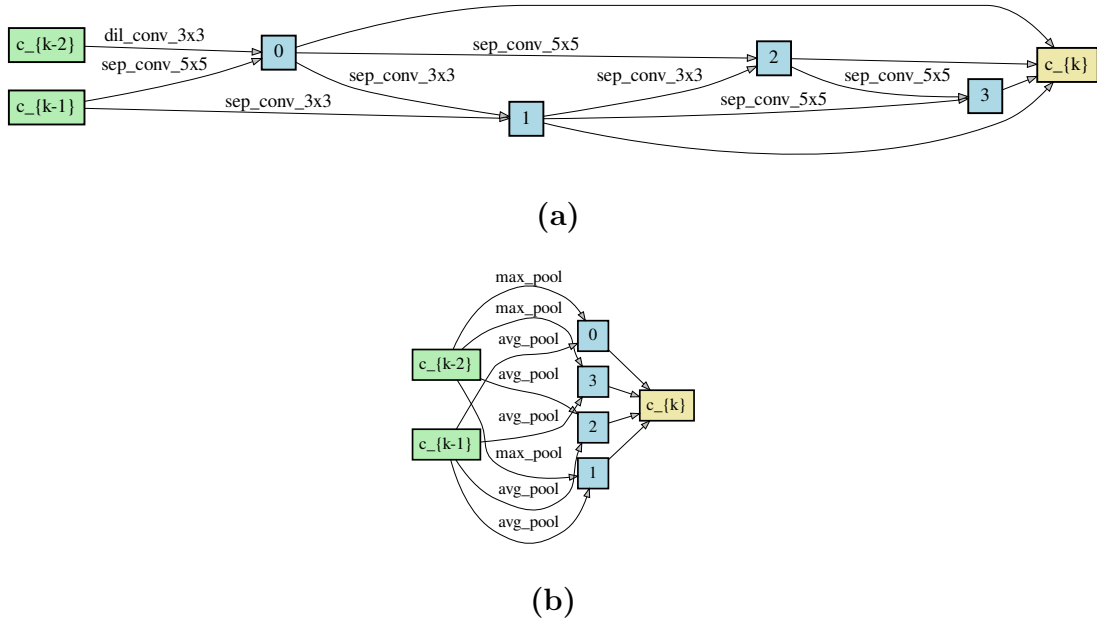 c_{k-2}
dil_conv_3x3
0
sep_conv_5x5
2
c_{k}
sep_conv_5x5
sep_conv_3x3
sep_conv_3x3
sep_conv_5x5
c_{k-1}
sep_conv_3x3
1
sep_conv_5x5
3
(a)
max_pool
max_pool
0
avg_pool
c_{k-2}
avg_pool
3
c_{k}
avg_pool
2
c_{k-1}
max_pool
1
avg_pool
avg_pool
(b)